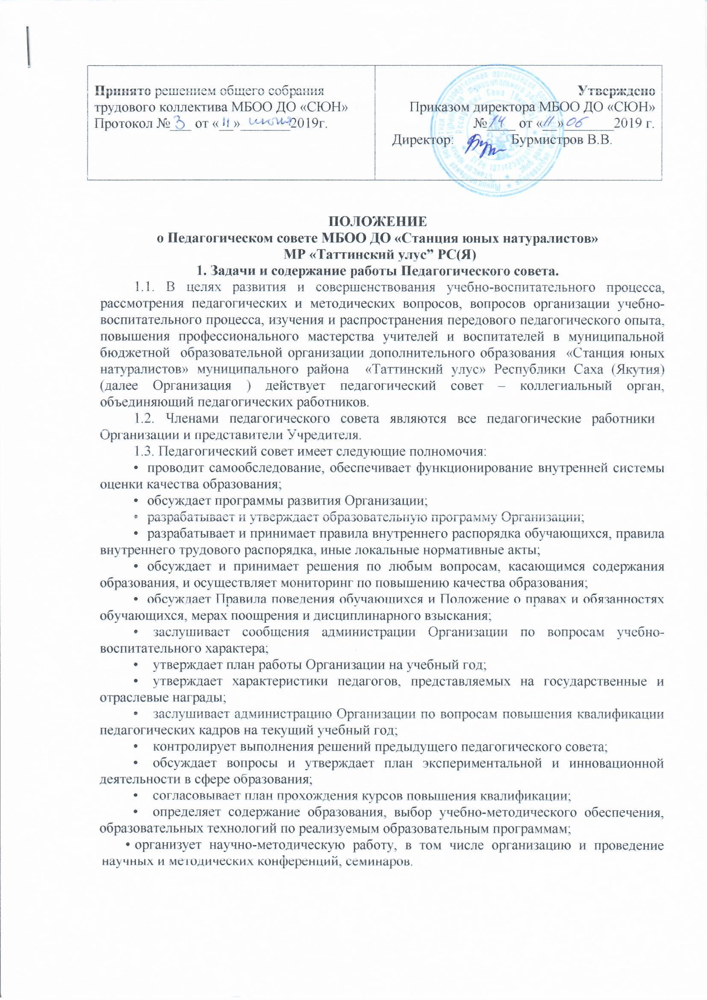 Принято решением общего собрания
трудового коллектива МБОО ДО «СЮН»
Протокол № 3 от « 11 » июня 2019г.
Утверждено
Приказом директора МБОО ДО «СЮН»
№ 14 от « 11 » 06 2019 г.
Директор: Бурмистров В.В.
ПОЛОЖЕНИЕ
о Педагогическом совете МБОО ДО «Станция юных натуралистов»
МР «Таттинский улус” РС(Я)
1. Задачи и содержание работы Педагогического совета.
1.1. В целях развития и совершенствования учебно-воспитательного процесса,
рассмотрения педагогических и методических вопросов, вопросов организации учебно-
воспитательного процесса, изучения и распространения передового педагогического опыта,
повышения профессионального мастерства учителей и воспитателей в муниципальной
бюджетной образовательной организации дополнительного образования «Станция юных
натуралистов» муниципального района «Таттинский улус» Республики Саха (Якутия)
(далее Организация ) действует педагогический совет – коллегиальный орган,
объединяющий педагогических работников.
1.2. Членами педагогического совета являются все педагогические работники
Организации и представители Учредителя.
1.3. Педагогический совет имеет следующие полномочия:
• проводит самообследование, обеспечивает функционирование внутренней системы
оценки качества образования;
• обсуждает программы развития Организации;
• разрабатывает и утверждает образовательную программу Организации;
• разрабатывает и принимает правила внутреннего распорядка обучающихся, правила
внутреннего трудового распорядка, иные локальные нормативные акты;
• обсуждает и принимает решения по любым вопросам, касающимся содержания
образования, и осуществляет мониторинг по повышению качества образования;
• обсуждает Правила поведения обучающихся и Положение о правах и обязанностях
обучающихся, мерах поощрения и дисциплинарного взыскания;
• заслушивает сообщения администрации Организации по вопросам учебно-
воспитательного характера;
• утверждает план работы Организации на учебный год;
• утверждает характеристики педагогов, представляемых на государственные и
отраслевые награды;
• заслушивает администрацию Организации по вопросам повышения квалификации
педагогических кадров на текущий учебный год;
• контролирует выполнения решений предыдущего педагогического совета;
• обсуждает вопросы и утверждает план экспериментальной и инновационной
деятельности в сфере образования;
• согласовывает план прохождения курсов повышения квалификации;
• определяет содержание образования, выбор учебно-методического обеспечения,
образовательных технологий по реализуемым образовательным программам;
• организует научно-методическую работу, в том числе организацию и проведение
научных и методических конференций, семинаров.